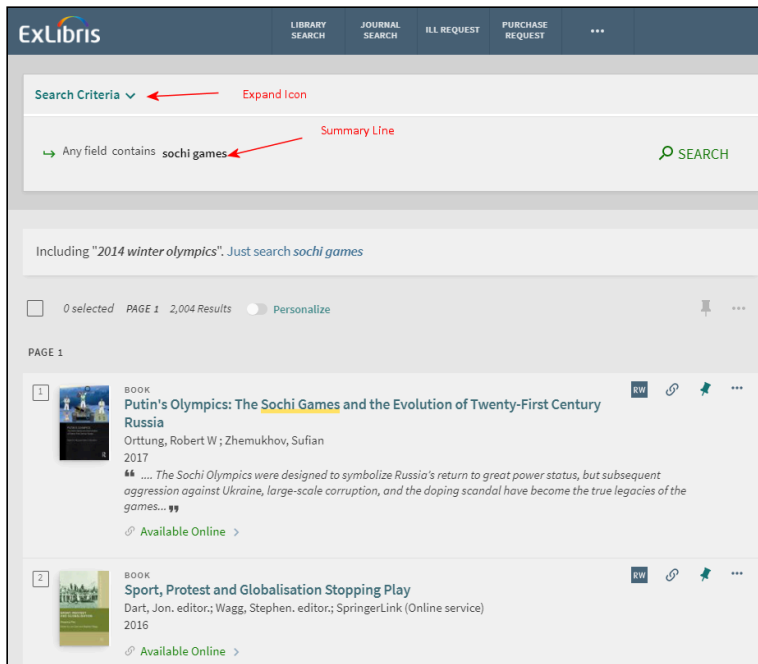 ExLibris
LIBRARY SEARCH
JOURNAL SEARCH
ILL REQUEST
PURCHASE REQUEST
•••
Search Criteria
Expand Icon
Summary Line
Any field contains sochi games
SEARCH
Including "2014 winter olympics". Just search sochi games
0 selected PAGE 1 2,004 Results Personalize
PAGE 1
1
BOOK
RW
Putin's Olympics: The Sochi Games and the Evolution of Twenty-First Century
Russia
Orttung, Robert W ; Zhemukhov, Sufian
2017
❝ .... The Sochi Olympics were designed to symbolize Russia's return to great power status, but subsequent
aggression against Ukraine, large-scale corruption, and the doping scandal have become the true legacies of the
games... ❞
Available Online >
2
BOOK
RW
Sport, Protest and Globalisation Stopping Play
Dart, Jon. editor.; Wagg, Stephen. editor.; SpringerLink (Online service)
2016
Available Online >